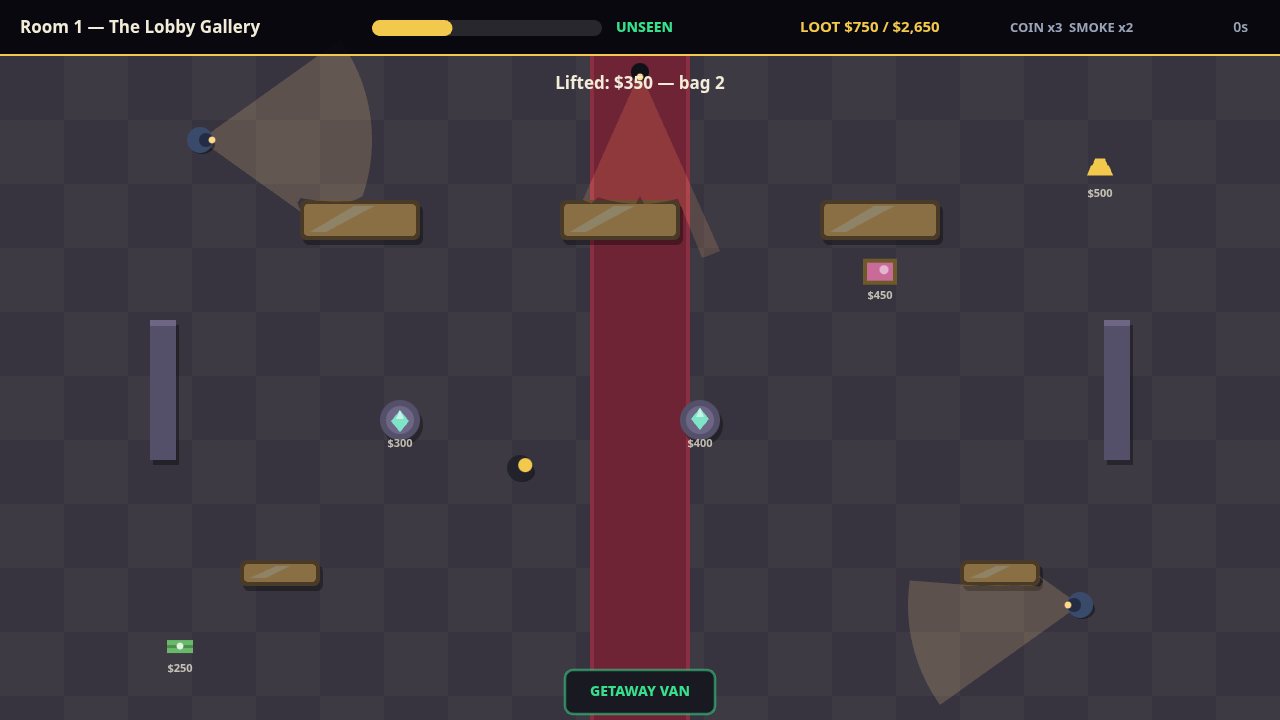 Room 1 — The Lobby Gallery
UNSEEN
LOOT $750 / $2,650
COIN x3 SMOKE x2
0s
Lifted: $350 — bag 2
$500
$450
$300
$400
$250
GETAWAY VAN